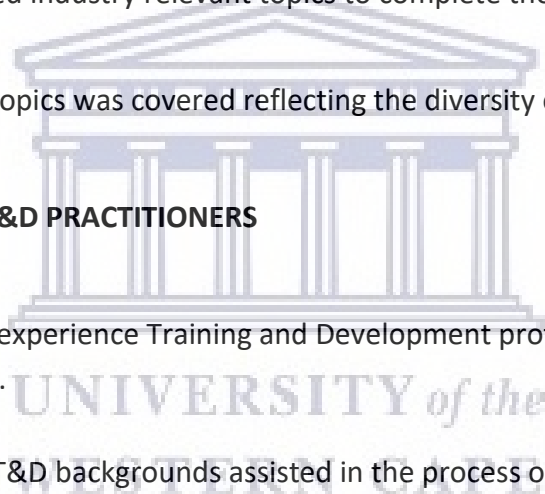 ed industry relevant topics to complete the
opics was covered reflecting the diversity
&D PRACTITIONERS
experience Training and Development prof
.
UNIVERSITY of the
T&D backgrounds assisted in the process o
WESTERN CAPE